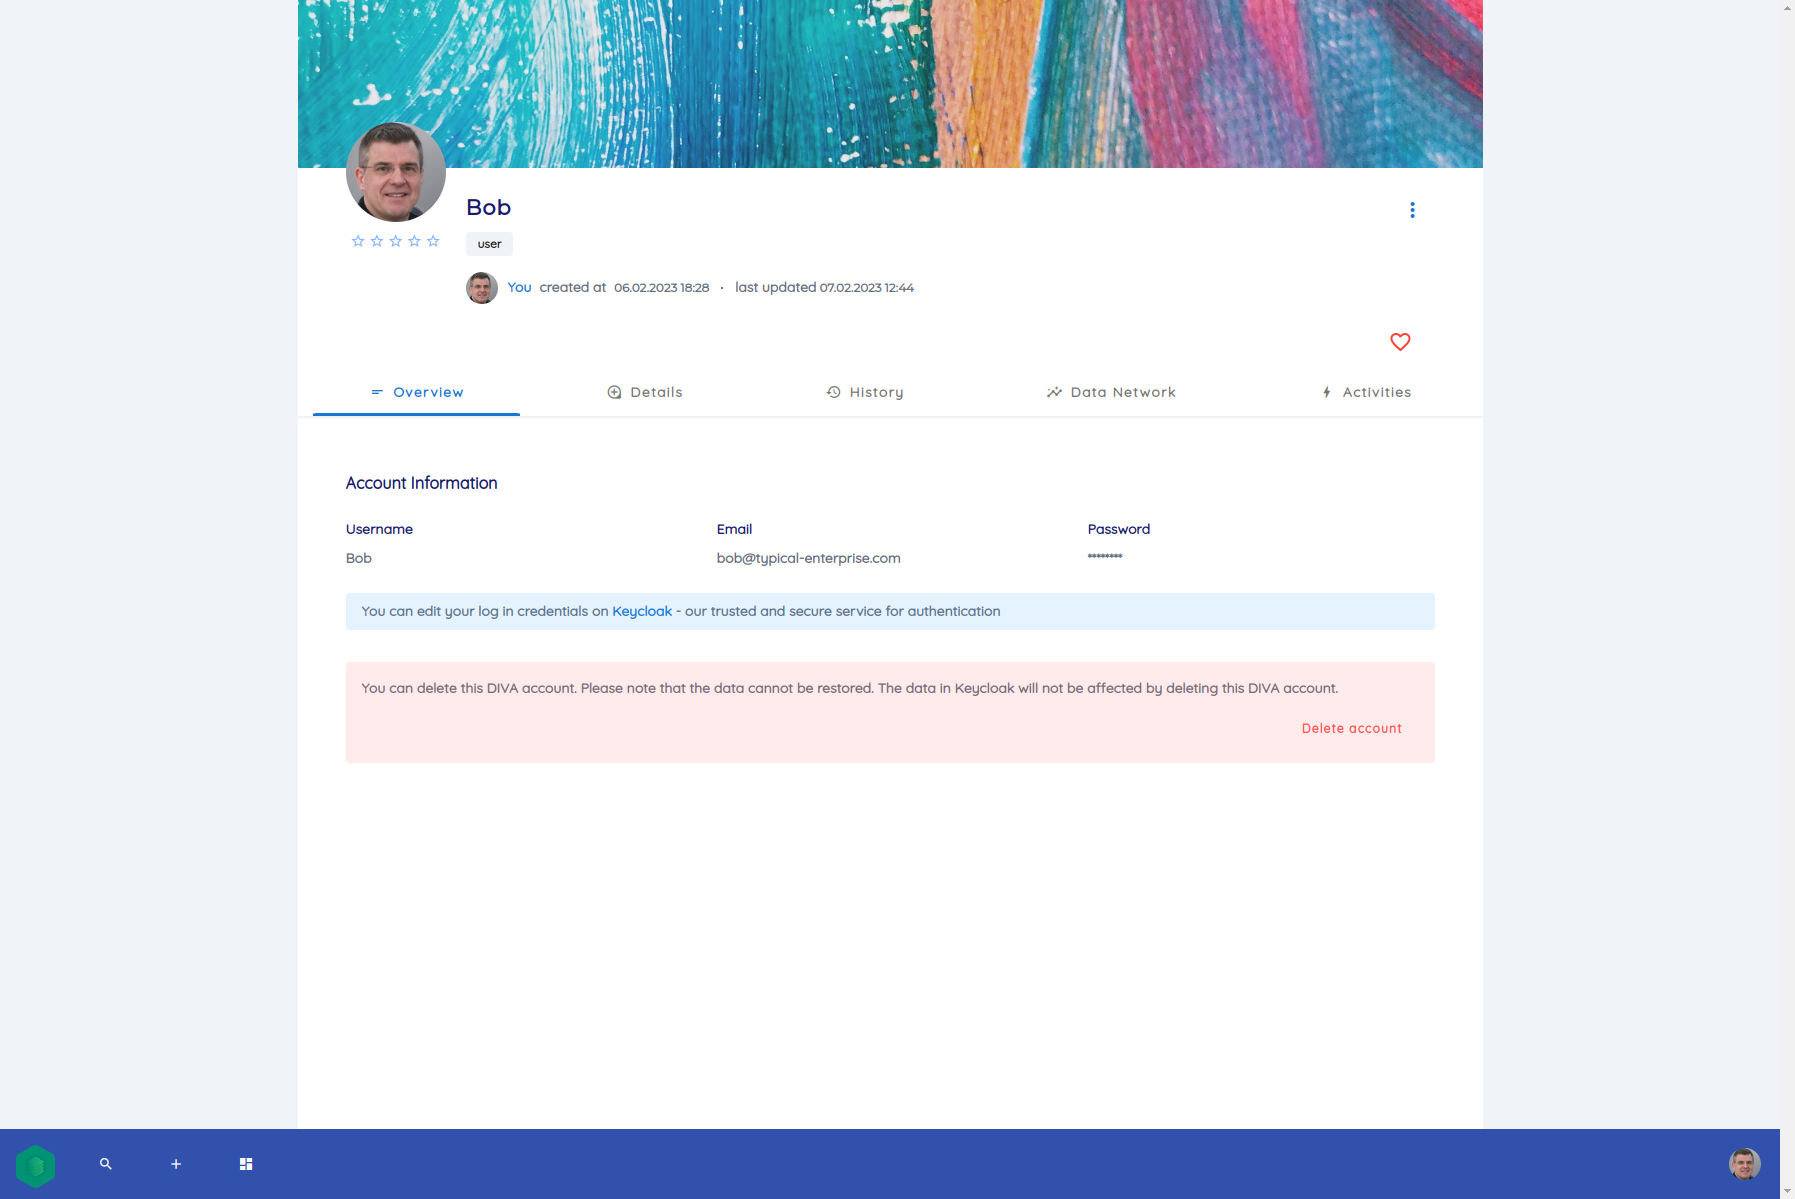 Bob
user
You created at 06.02.2023 18:28 · last updated 07.02.2023 12:44
Overview Details History Data Network Activities
Account Information
Username Email Password
Bob bob@typical-enterprise.com ********
You can edit your log in credentials on Keycloak - our trusted and secure service for authentication
You can delete this DIVA account. Please note that the data cannot be restored. The data in Keycloak will not be affected by deleting this DIVA account.
Delete account